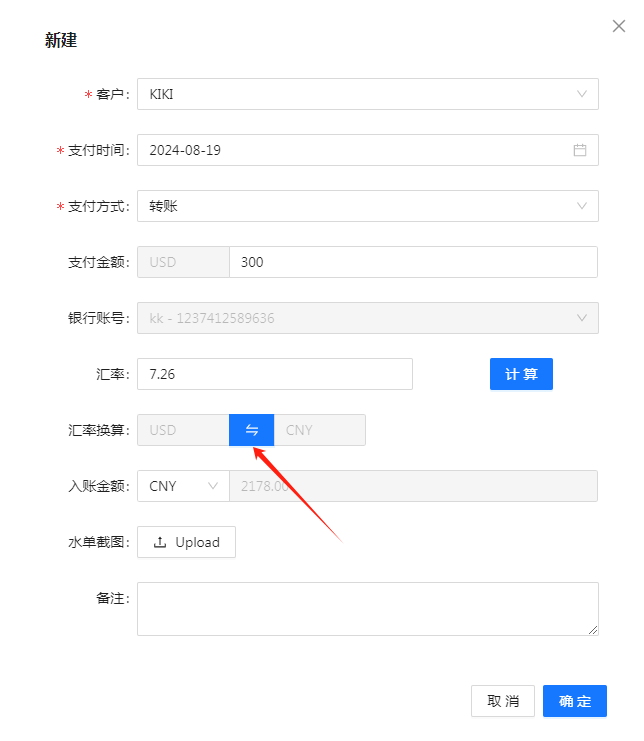 新建
* 客户: KIKI
* 支付时间: 2024-08-19
* 支付方式: 转账
支付金额: USD 300
银行账号: kk - 1237412589636
汇率: 7.26 计 算
汇率换算: USD ⇋ CNY
入账金额: CNY 2178.00
水单截图: Upload
备注:
取 消 确 定